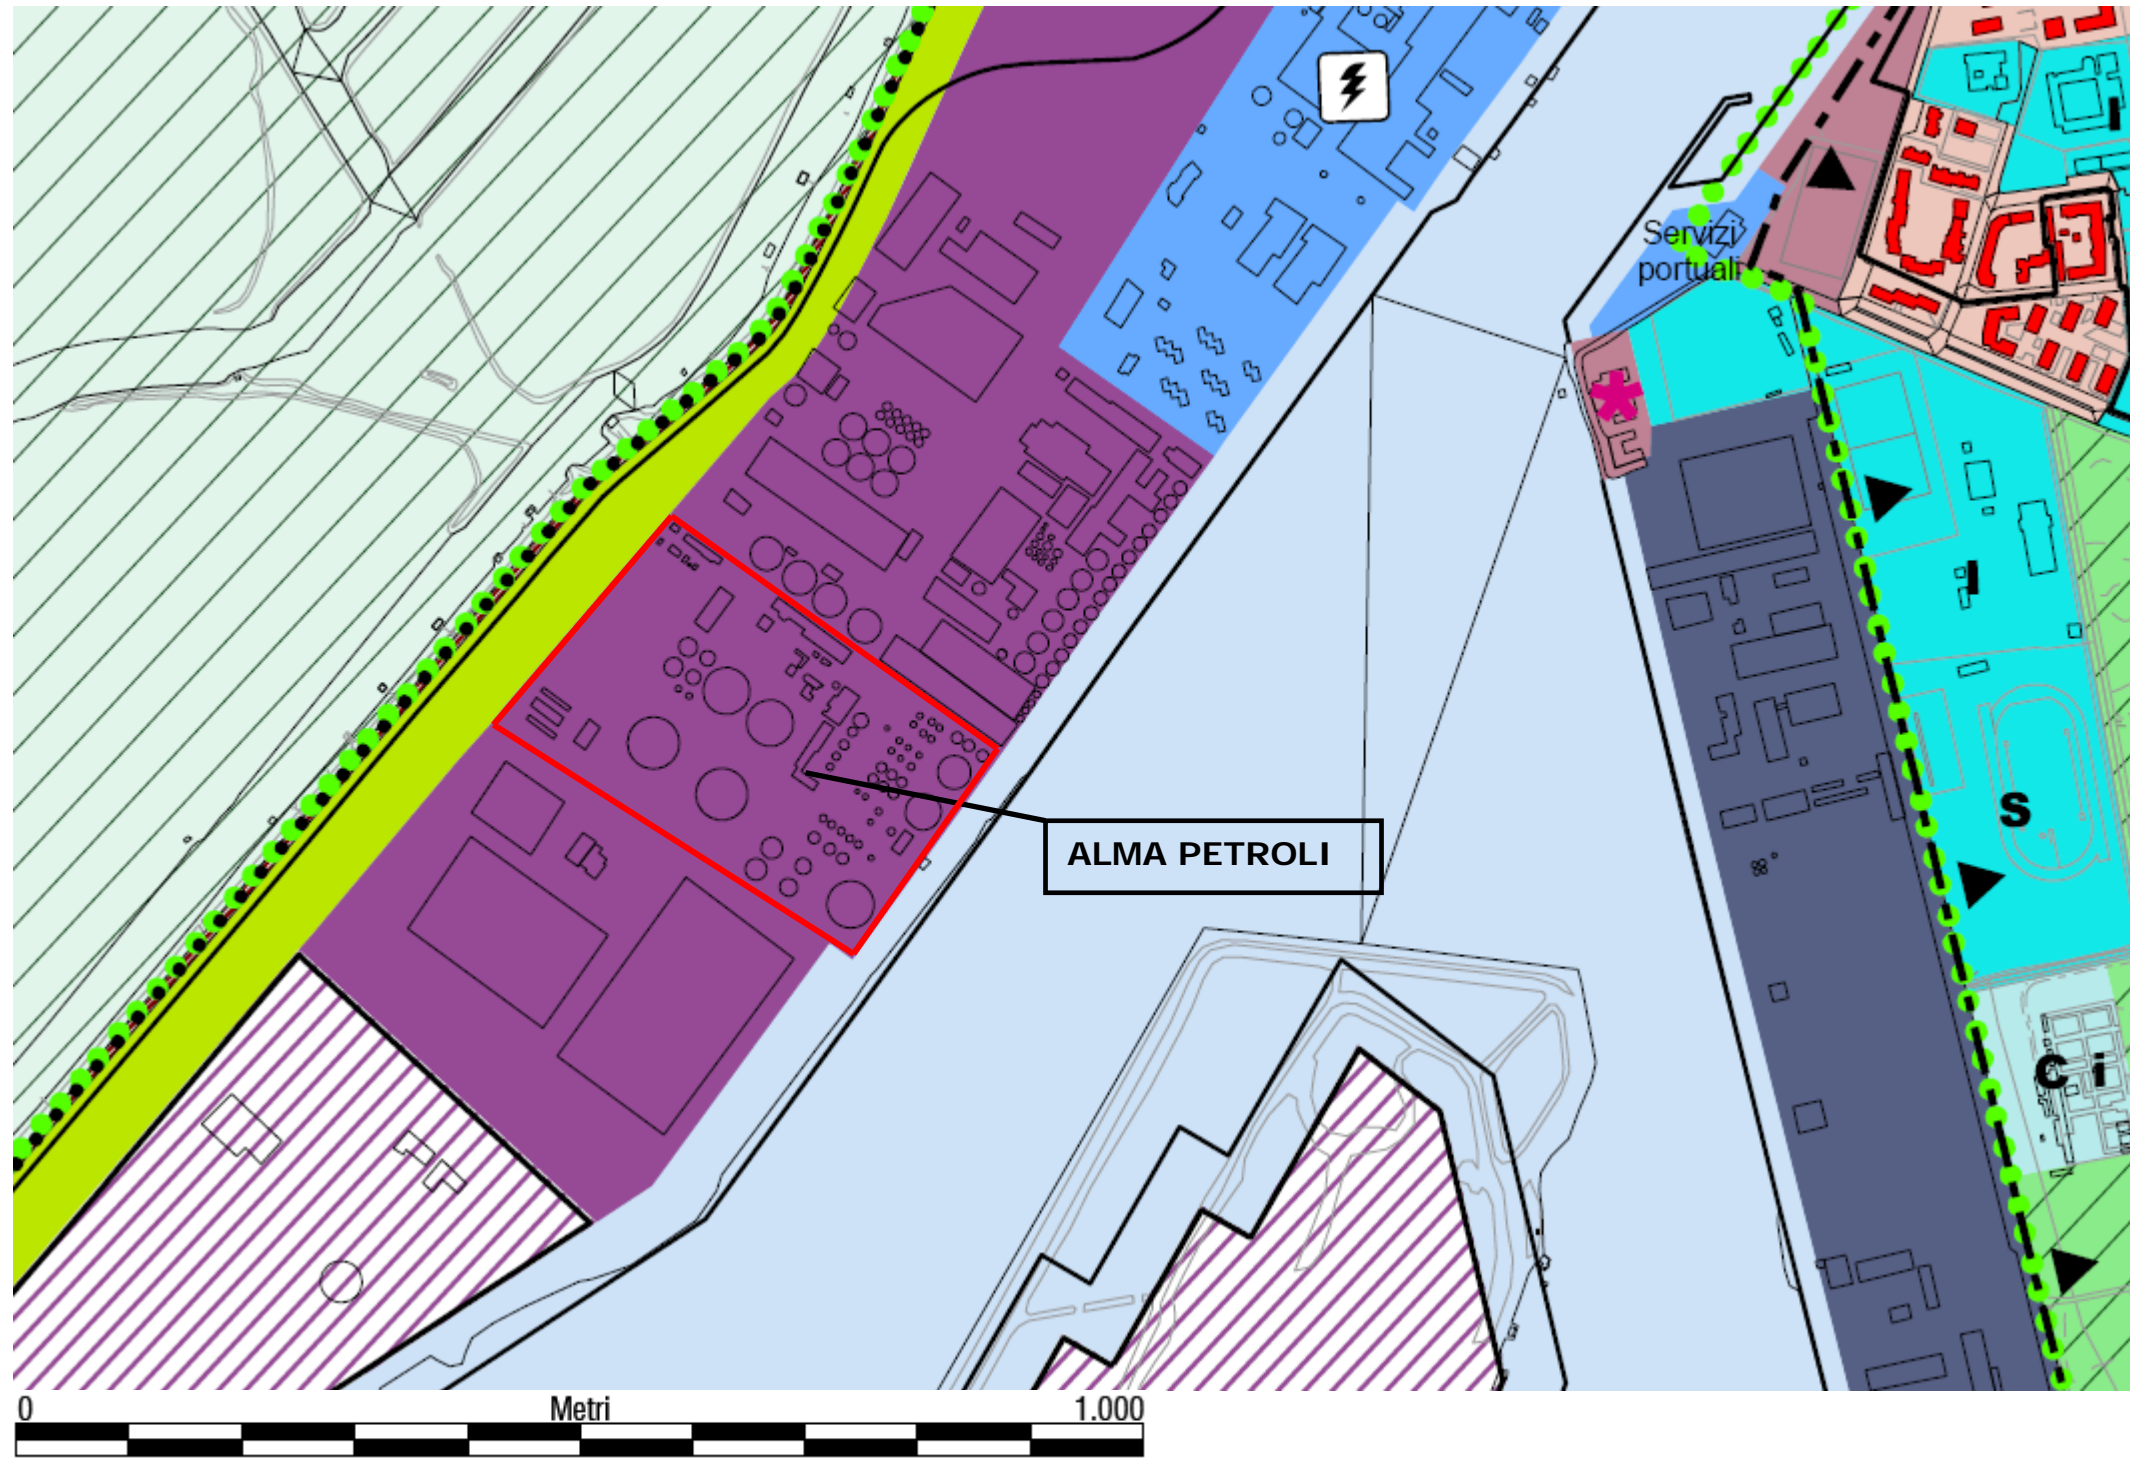 Servizi
portuali
I
I
S
ALMA PETROLI
C i
0 Metri 1.000